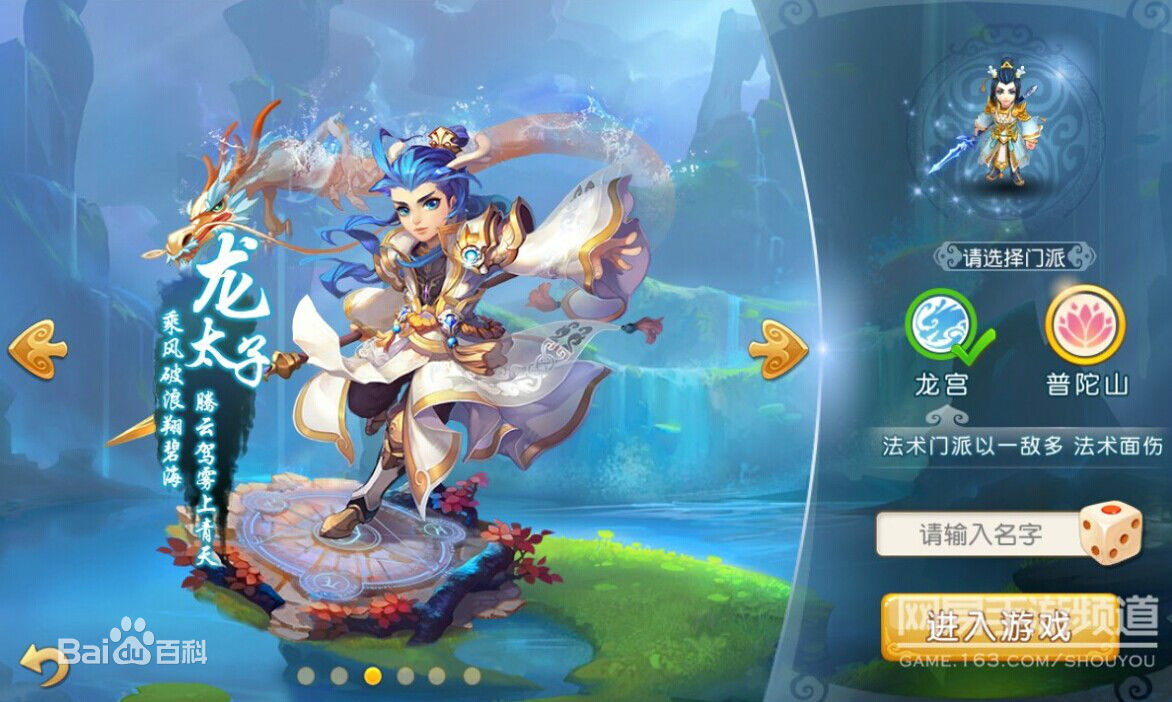 龙太子
乘风破浪翔碧海
腾云驾雾上青天
请选择门派
龙宫
普陀山
法术门派以一敌多 法术面伤
请输入名字
进入游戏
网易手游频道
GAME.163.COM/SHOUYOU
Bai百科